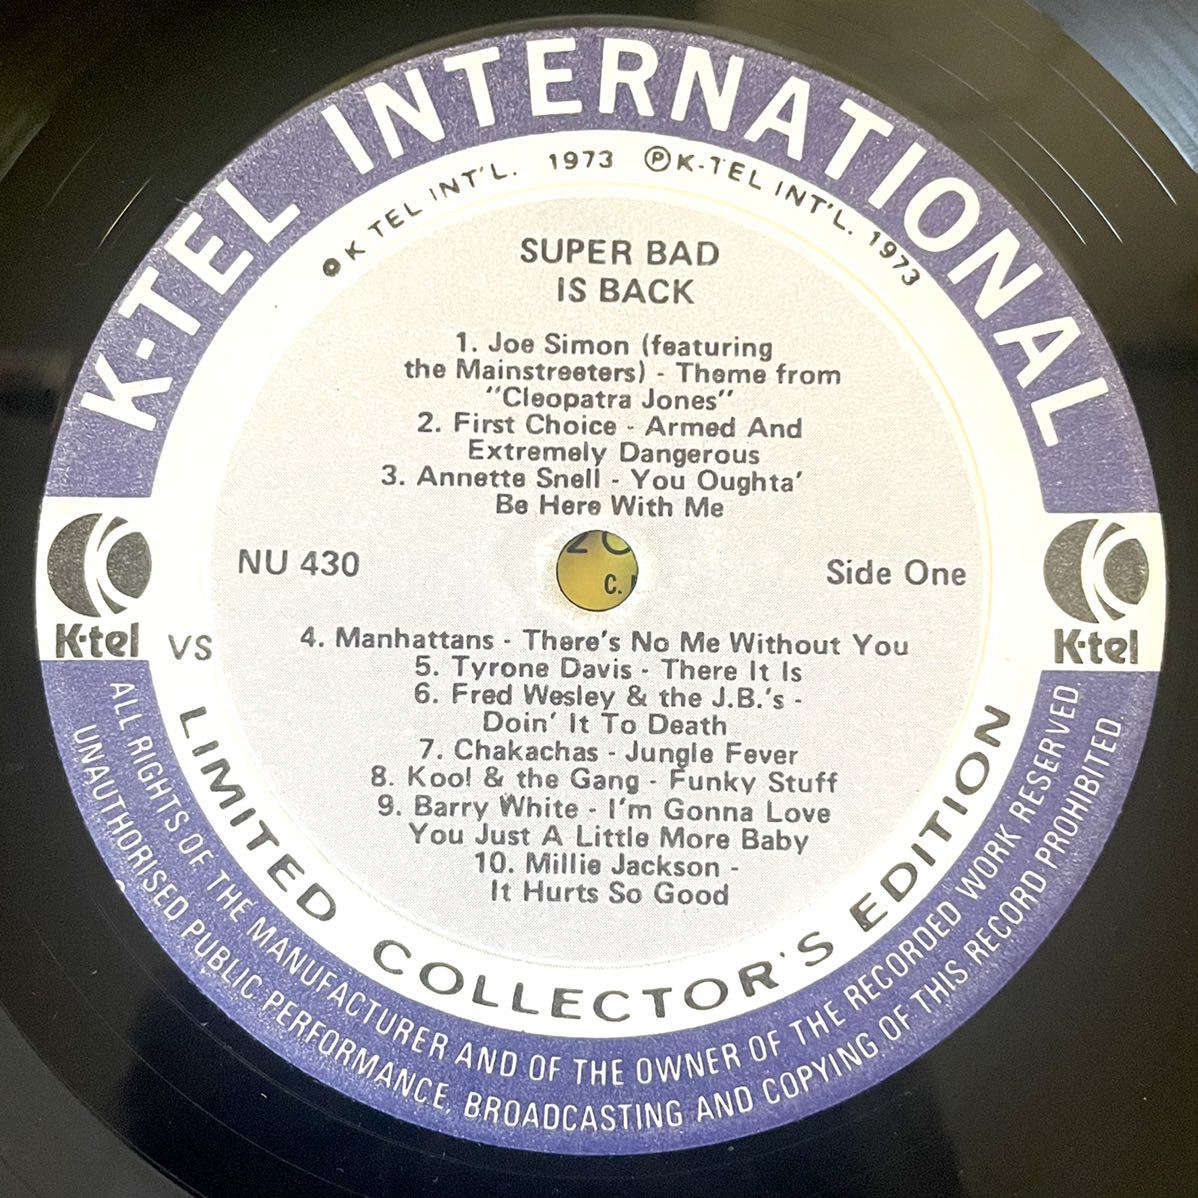 K-TEL INTERNATIONAL
K TEL INT'L. 1973 Ⓟ K-TEL INT'L. 1973
SUPER BAD
IS BACK
1. Joe Simon (featuring
the Mainstreeters) - Theme from
"Cleopatra Jones"
2. First Choice - Armed And
Extremely Dangerous
3. Annette Snell - You Oughta'
Be Here With Me
NU 430
Side One
K-tel
K-tel
VS
4. Manhattans - There's No Me Without You
5. Tyrone Davis - There It Is
6. Fred Wesley & the J.B.'s -
Doin' It To Death
7. Chakachas - Jungle Fever
8. Kool & the Gang - Funky Stuff
9. Barry White - I'm Gonna Love
You Just A Little More Baby
10. Millie Jackson -
It Hurts So Good
LIMITED COLLECTOR'S EDITION
ALL RIGHTS OF THE MANUFACTURER AND OF THE OWNER OF THE RECORDED WORK RESERVED.
UNAUTHORISED PUBLIC PERFORMANCE, BROADCASTING AND COPYING OF THIS RECORD PROHIBITED.